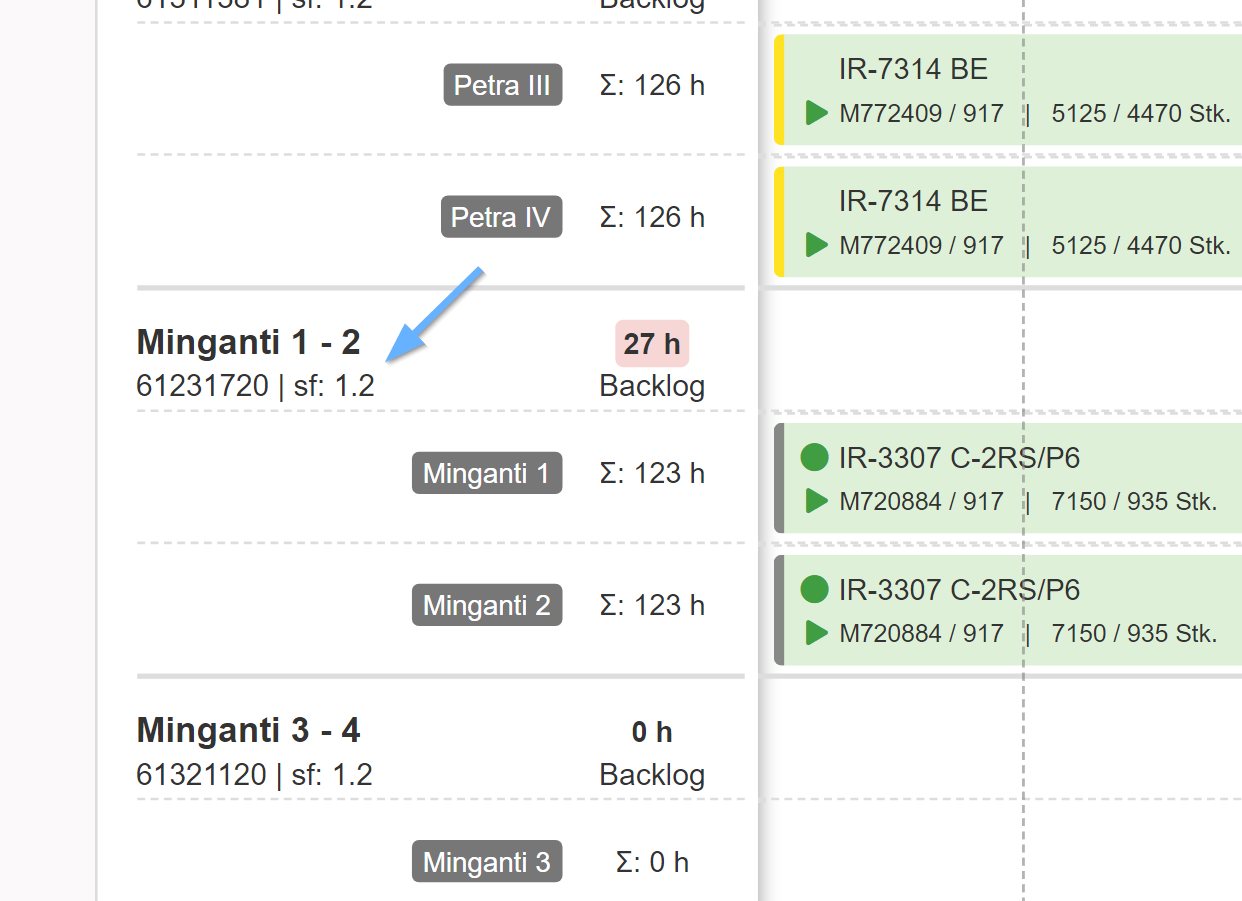 61311381 | sf: 1.2 Backlog
Petra III Σ: 126 h
IR-7314 BE
M772409 / 917 | 5125 / 4470 Stk.
Petra IV Σ: 126 h
IR-7314 BE
M772409 / 917 | 5125 / 4470 Stk.
Minganti 1 - 2 27 h
61231720 | sf: 1.2 Backlog
Minganti 1 Σ: 123 h
IR-3307 C-2RS/P6
M720884 / 917 | 7150 / 935 Stk.
Minganti 2 Σ: 123 h
IR-3307 C-2RS/P6
M720884 / 917 | 7150 / 935 Stk.
Minganti 3 - 4 0 h
61321120 | sf: 1.2 Backlog
Minganti 3 Σ: 0 h